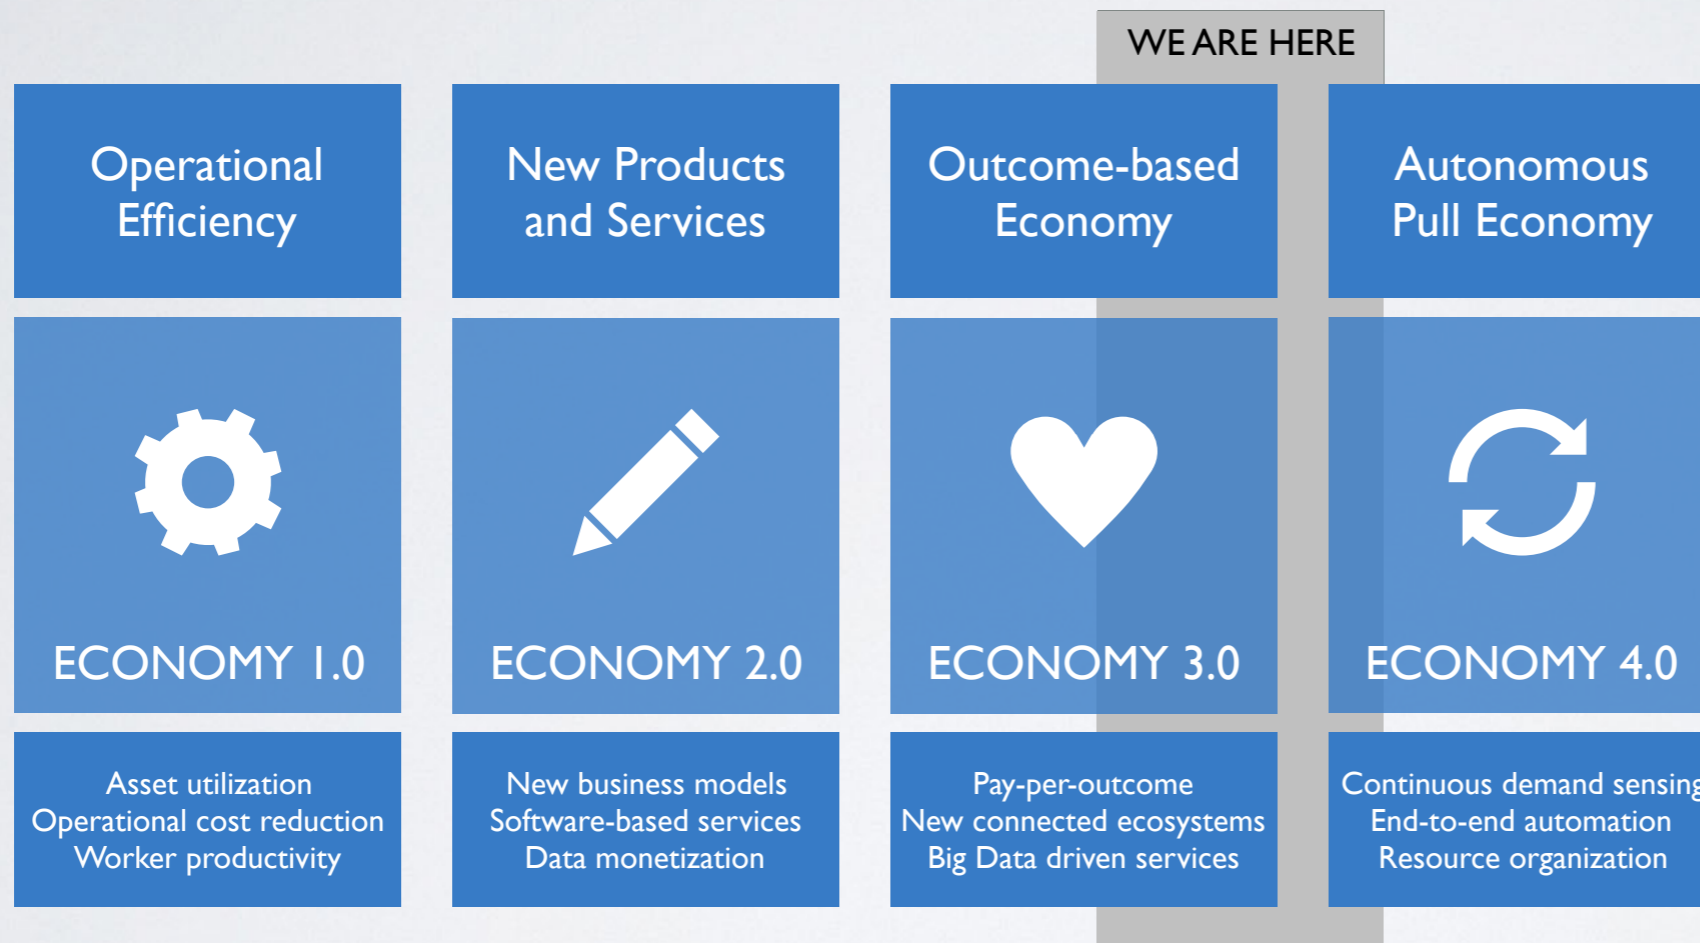 WE ARE HERE
Operational
Efficiency
New Products
and Services
Outcome-based
Economy
Autonomous
Pull Economy
ECONOMY 1.0
ECONOMY 2.0
ECONOMY 3.0
ECONOMY 4.0
Asset utilization
Operational cost reduction
Worker productivity
New business models
Software-based services
Data monetization
Pay-per-outcome
New connected ecosystems
Big Data driven services
Continuous demand sensing
End-to-end automation
Resource organization